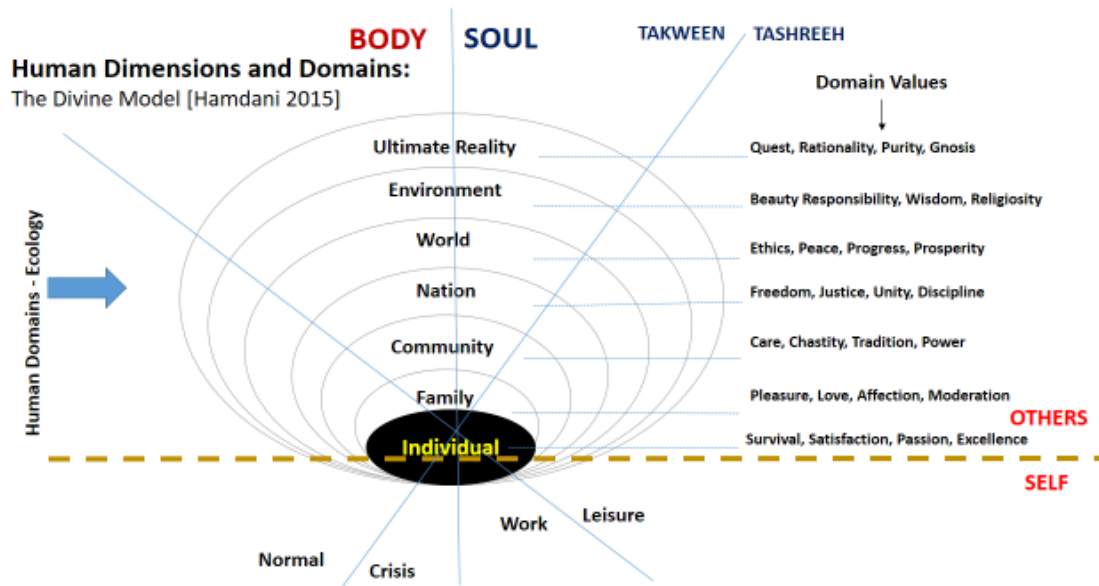 BODY SOUL
TAKWEEN TASHREEH
Human Dimensions and Domains:
The Divine Model [Hamdani 2015]
Domain Values
Human Domains - Ecology
Ultimate Reality
Quest, Rationality, Purity, Gnosis
Environment
Beauty Responsibility, Wisdom, Religiosity
World
Ethics, Peace, Progress, Prosperity
Nation
Freedom, Justice, Unity, Discipline
Community
Care, Chastity, Tradition, Power
Family
Pleasure, Love, Affection, Moderation
OTHERS
Individual
Survival, Satisfaction, Passion, Excellence
SELF
Work
Leisure
Normal
Crisis